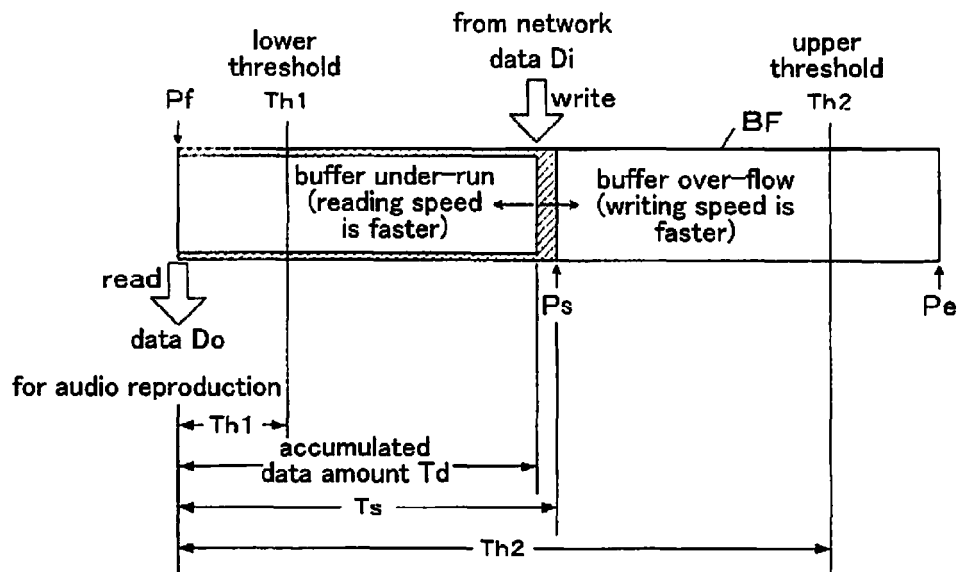 from network
data Di
write
lower
threshold
Th1
upper
threshold
Th2
Pf
BF
buffer under-run
(reading speed
is faster)
buffer over-flow
(writing speed is
faster)
read
Ps
Pe
data Do
for audio reproduction
Th1
accumulated
data amount Td
Ts
Th2